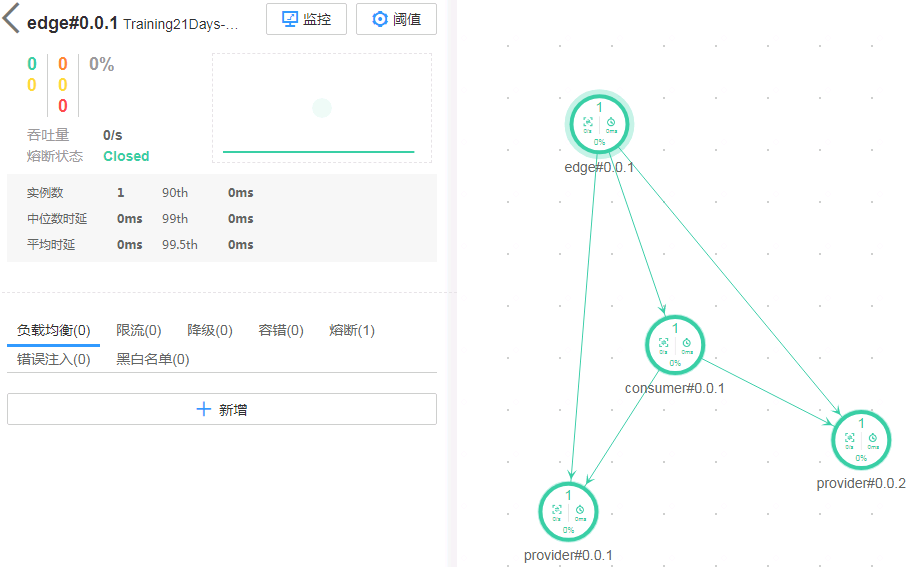 edge#0.0.1 Training21Days-...
监控
阈值
0 0 0%
0 0
0
吞吐量 0/s
熔断状态 Closed
实例数 1 90th 0ms
中位数时延 0ms 99th 0ms
平均时延 0ms 99.5th 0ms
负载均衡(0) 限流(0) 降级(0) 容错(0) 熔断(1)
错误注入(0) 黑白名单(0)
新增
1
0/s 0ms
0%
edge#0.0.1
1
0/s 0ms
0%
consumer#0.0.1
1
0/s 0ms
0%
provider#0.0.2
1
0/s 0ms
0%
provider#0.0.1